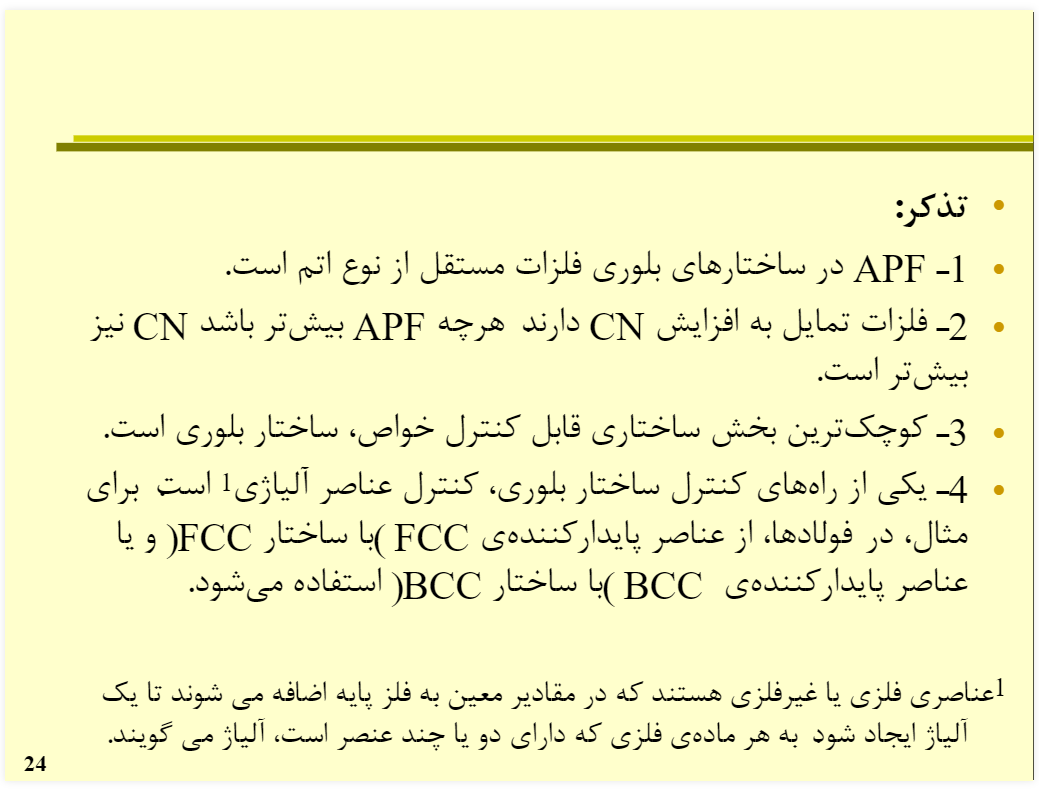 تذکر:
1ـ APF در ساختارهای بلوری فلزات مستقل از نوع اتم است.
2ـ فلزات تمایل به افزایش CN دارند هرچه APF بیش‌تر باشد CN نیز
بیش‌تر است.
3ـ کوچک‌ترین بخش ساختاری قابل کنترل خواص، ساختار بلوری است.
4ـ یکی از راه‌های کنترل ساختار بلوری، کنترل عناصر آلیاژی1 است برای
مثال، در فولادها، از عناصر پایدارکننده‌ی FCC (با ساختار FCC) و یا
عناصر پایدارکننده‌ی BCC (با ساختار BCC) استفاده می‌شود.
1عناصری فلزی یا غیرفلزی هستند که در مقادیر معین به فلز پایه اضافه می شوند تا یک
آلیاژ ایجاد شود به هر ماده‌ی فلزی که دارای دو یا چند عنصر است، آلیاژ می گویند.
24